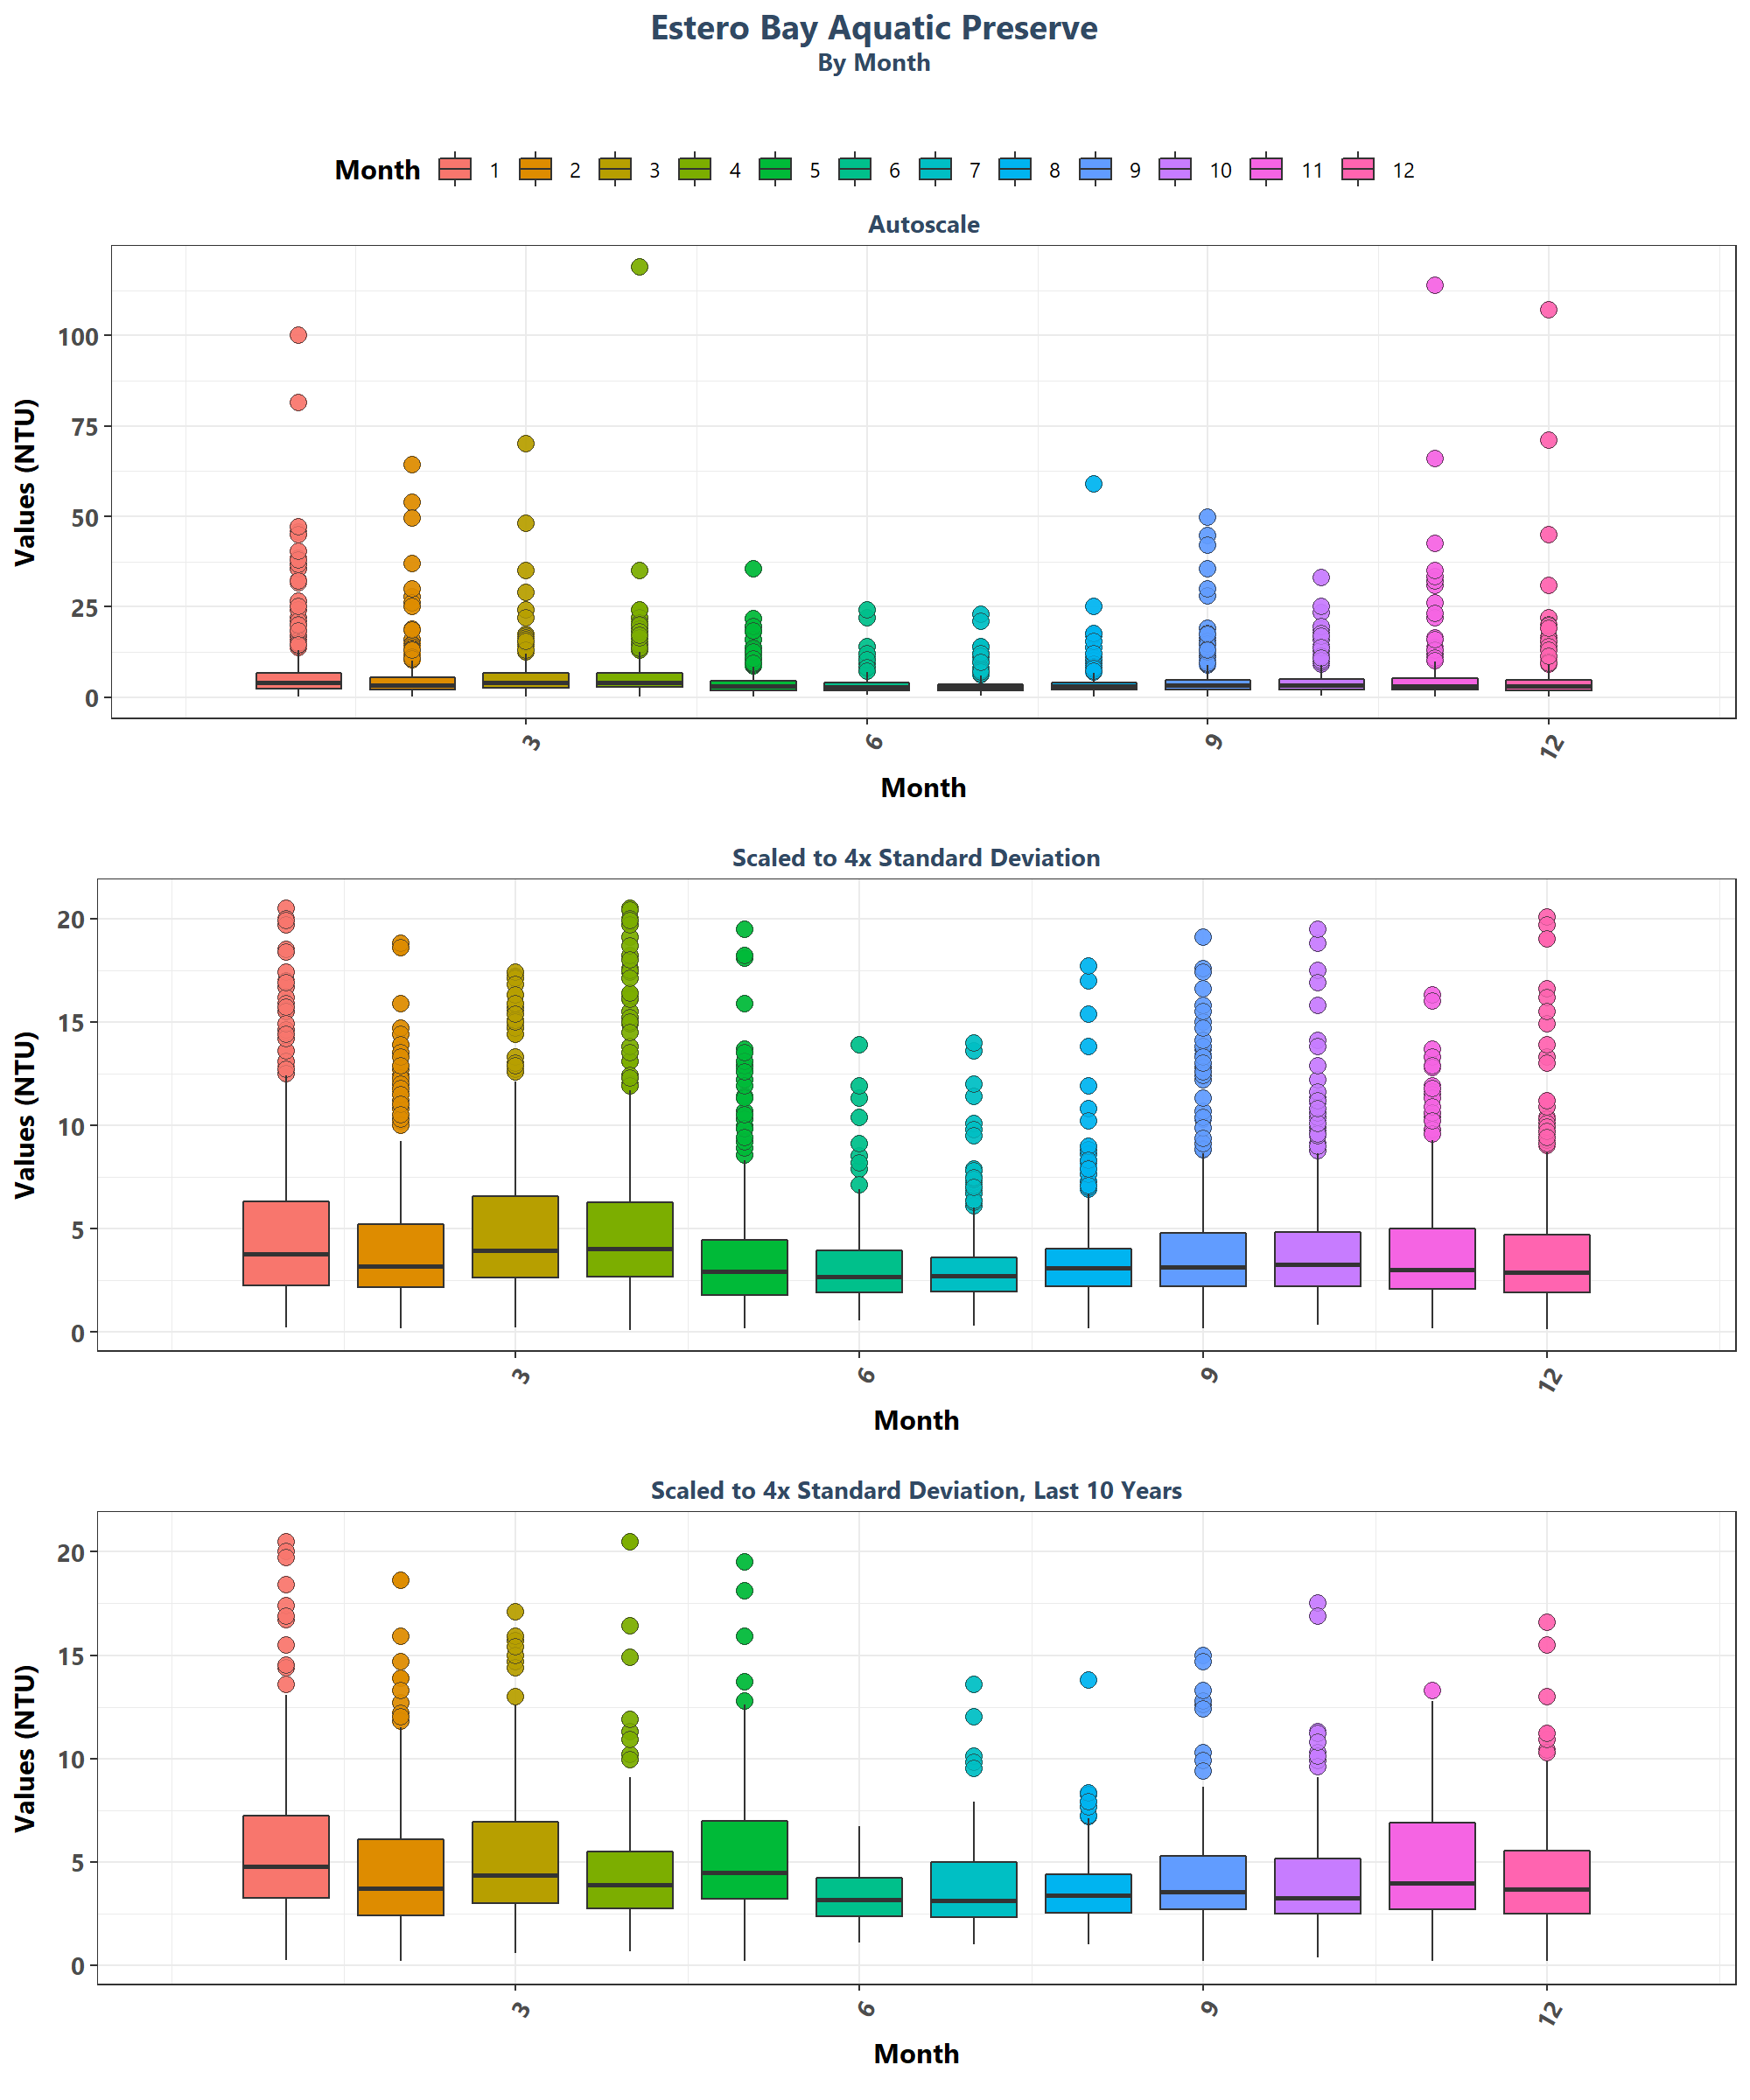 Estero Bay Aquatic Preserve
By Month
Month 1 2 3 4 5 6 7 8 9 10 11 12
Autoscale
Values (NTU)
100
75
50
25
0
3 6 9 12
Month
Scaled to 4x Standard Deviation
Values (NTU)
20
15
10
5
0
3 6 9 12
Month
Scaled to 4x Standard Deviation, Last 10 Years
Values (NTU)
20
15
10
5
0
3 6 9 12
Month